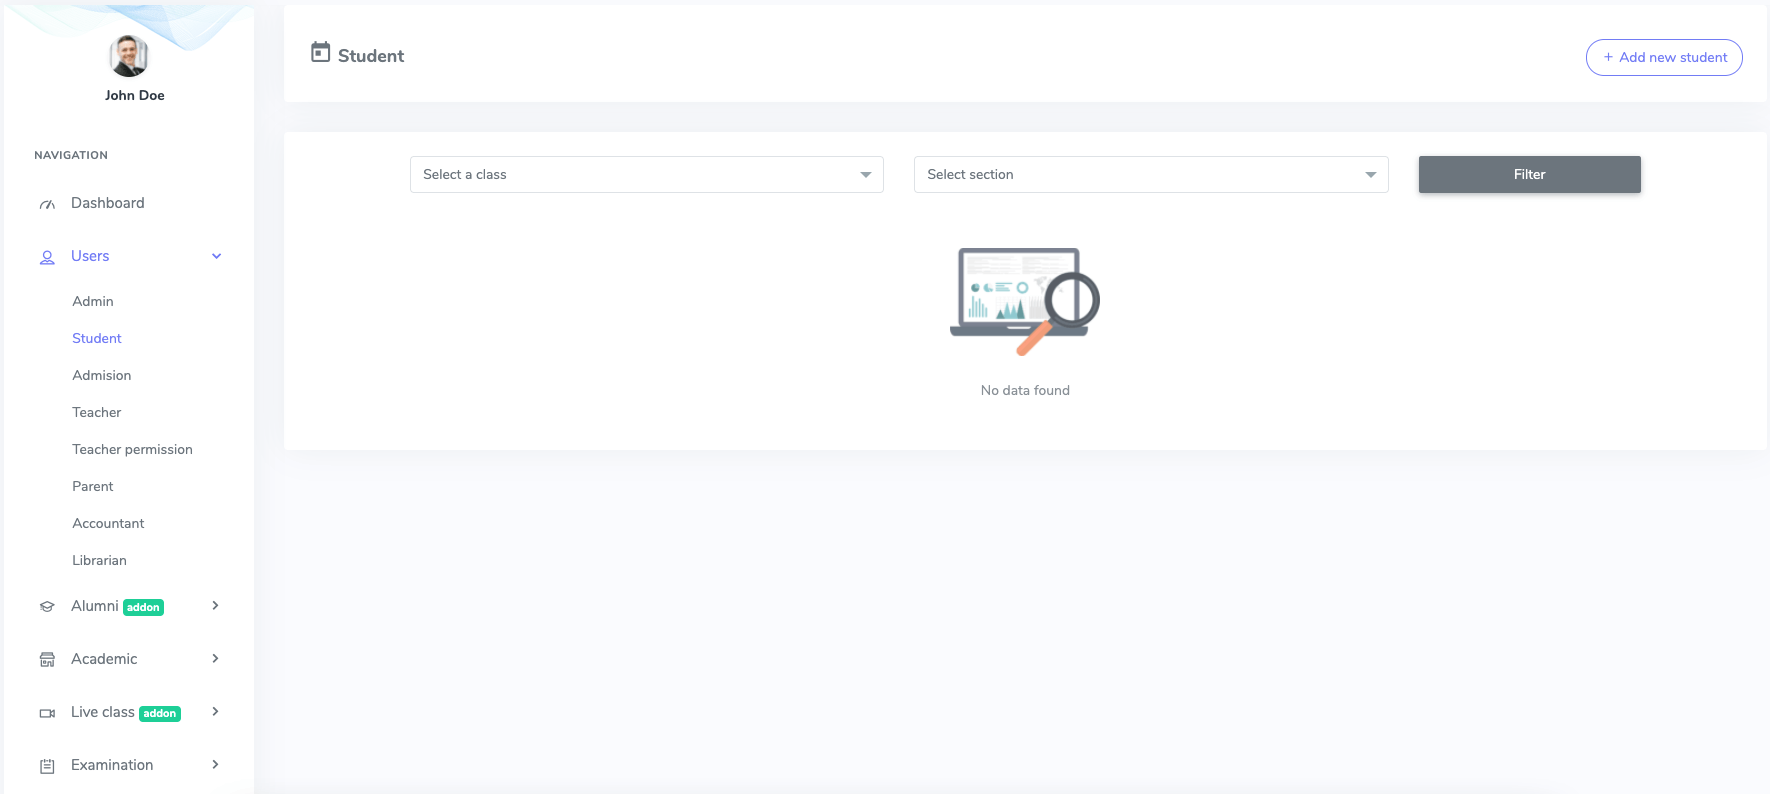 John Doe
NAVIGATION
Dashboard
Users
Admin
Student
Admision
Teacher
Teacher permission
Parent
Accountant
Librarian
Alumni addon
Academic
Live class addon
Examination
Student
+ Add new student
Select a class
Select section
Filter
No data found